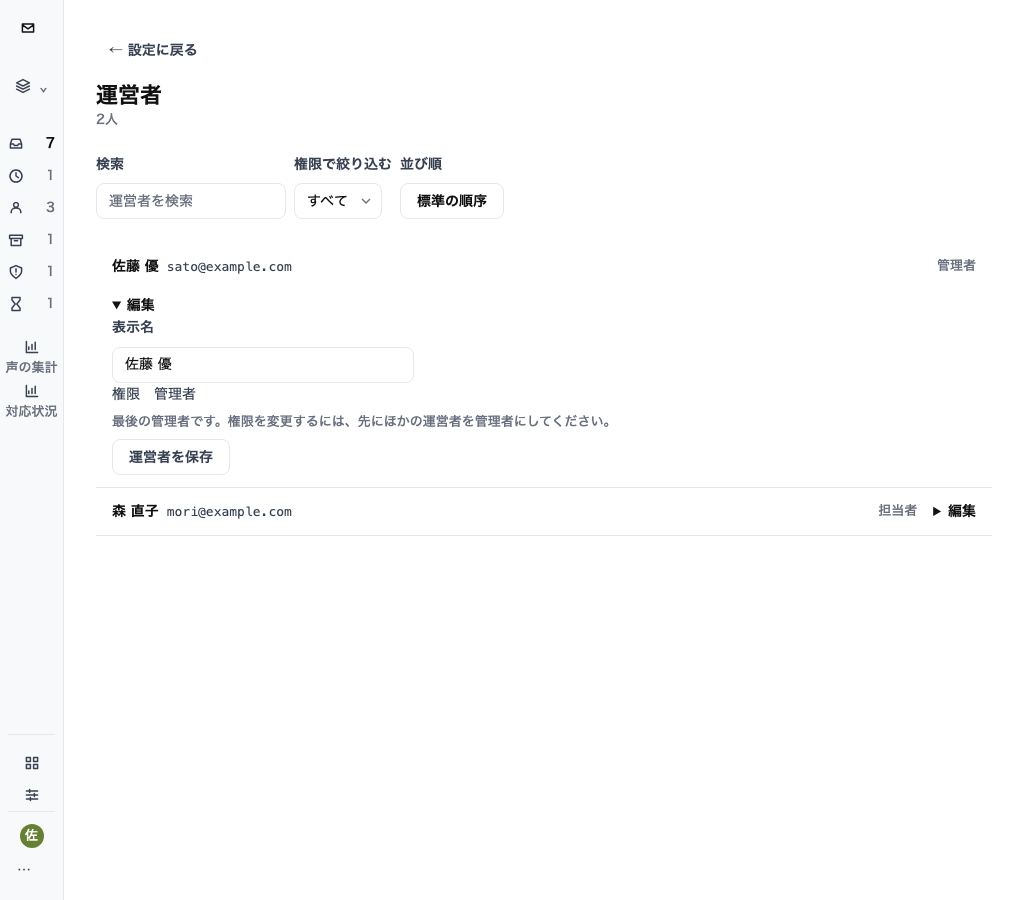 ← 設定に戻る
運営者
2人
検索 権限で絞り込む 並び順
運営者を検索 すべて 標準の順序
7
1
3
1
1
1
声の集計
対応状況
佐藤 優 sato@example.com 管理者
▼ 編集
表示名
佐藤 優
権限 管理者
最後の管理者です。権限を変更するには、先にほかの運営者を管理者にしてください。
運営者を保存
森 直子 mori@example.com 担当者 ▶ 編集
佐
…